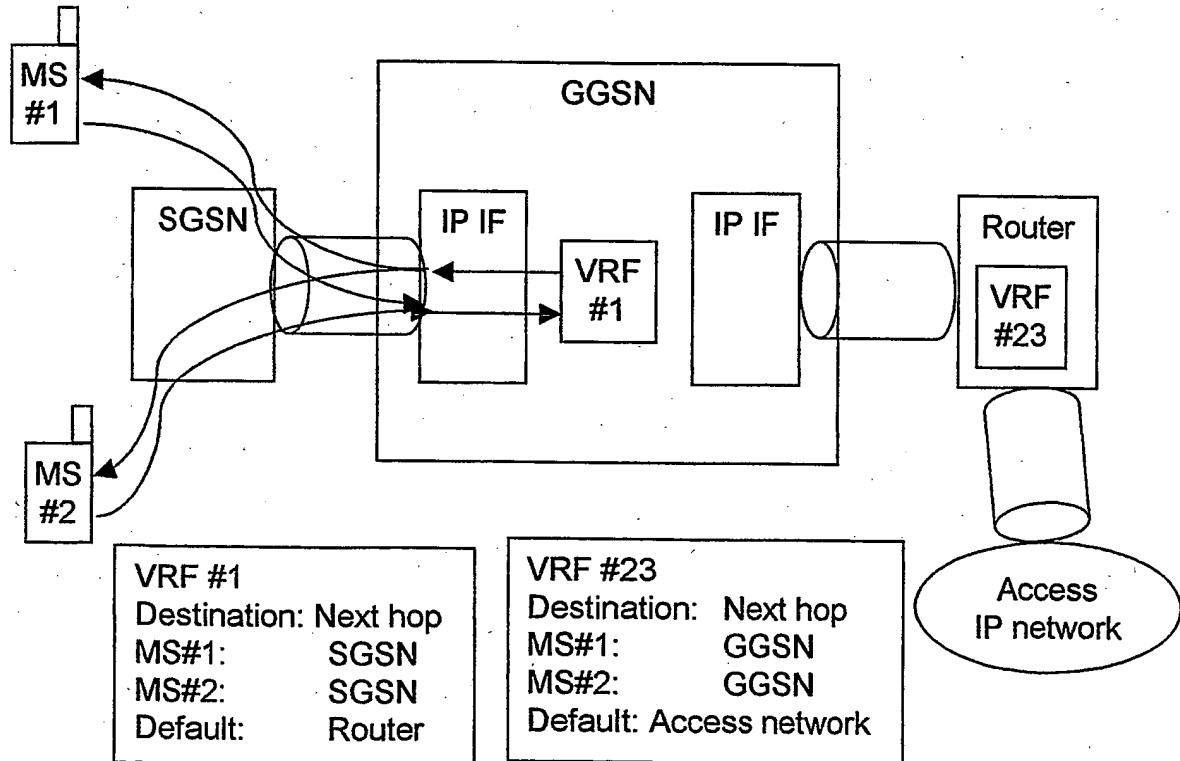 MS
#1
GGSN
SGSN
IP IF
VRF
#1
IP IF
Router
VRF
#23
MS
#2
VRF #1
Destination: Next hop
MS#1: SGSN
MS#2: SGSN
Default: Router
VRF #23
Destination: Next hop
MS#1: GGSN
MS#2: GGSN
Default: Access network
Access
IP network